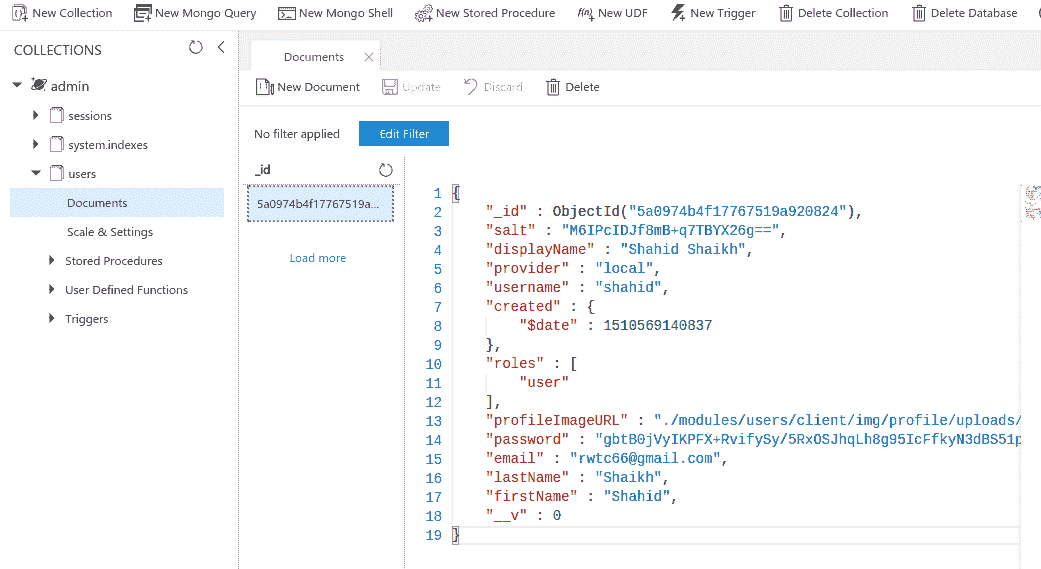 New Collection New Mongo Query New Mongo Shell New Stored Procedure New UDF New Trigger Delete Collection Delete Database
COLLECTIONS
Documents
New Document Update Discard Delete
admin
sessions
system.indexes
users
Documents
Scale & Settings
Stored Procedures
User Defined Functions
Triggers
No filter applied Edit Filter
_id
5a0974b4f17767519a...
Load more
1 {
2 "_id" : ObjectId("5a0974b4f17767519a920824"),
3 "salt" : "M6IPcIDJf8mB+q7TBYX26g==",
4 "displayName" : "Shahid Shaikh",
5 "provider" : "local",
6 "username" : "shahid",
7 "created" : {
8 "$date" : 1510569140837
9 },
10 "roles" : [
11 "user"
12 ],
13 "profileImageURL" : "./modules/users/client/img/profile/uploads/
14 "password" : "gbtB0jVyIKPFX+RvifySy/5RxOSJhqLh8g95IcFfkyN3dBS51p
15 "email" : "rwtc66@gmail.com",
16 "lastName" : "Shaikh",
17 "firstName" : "Shahid",
18 "__v" : 0
19 }